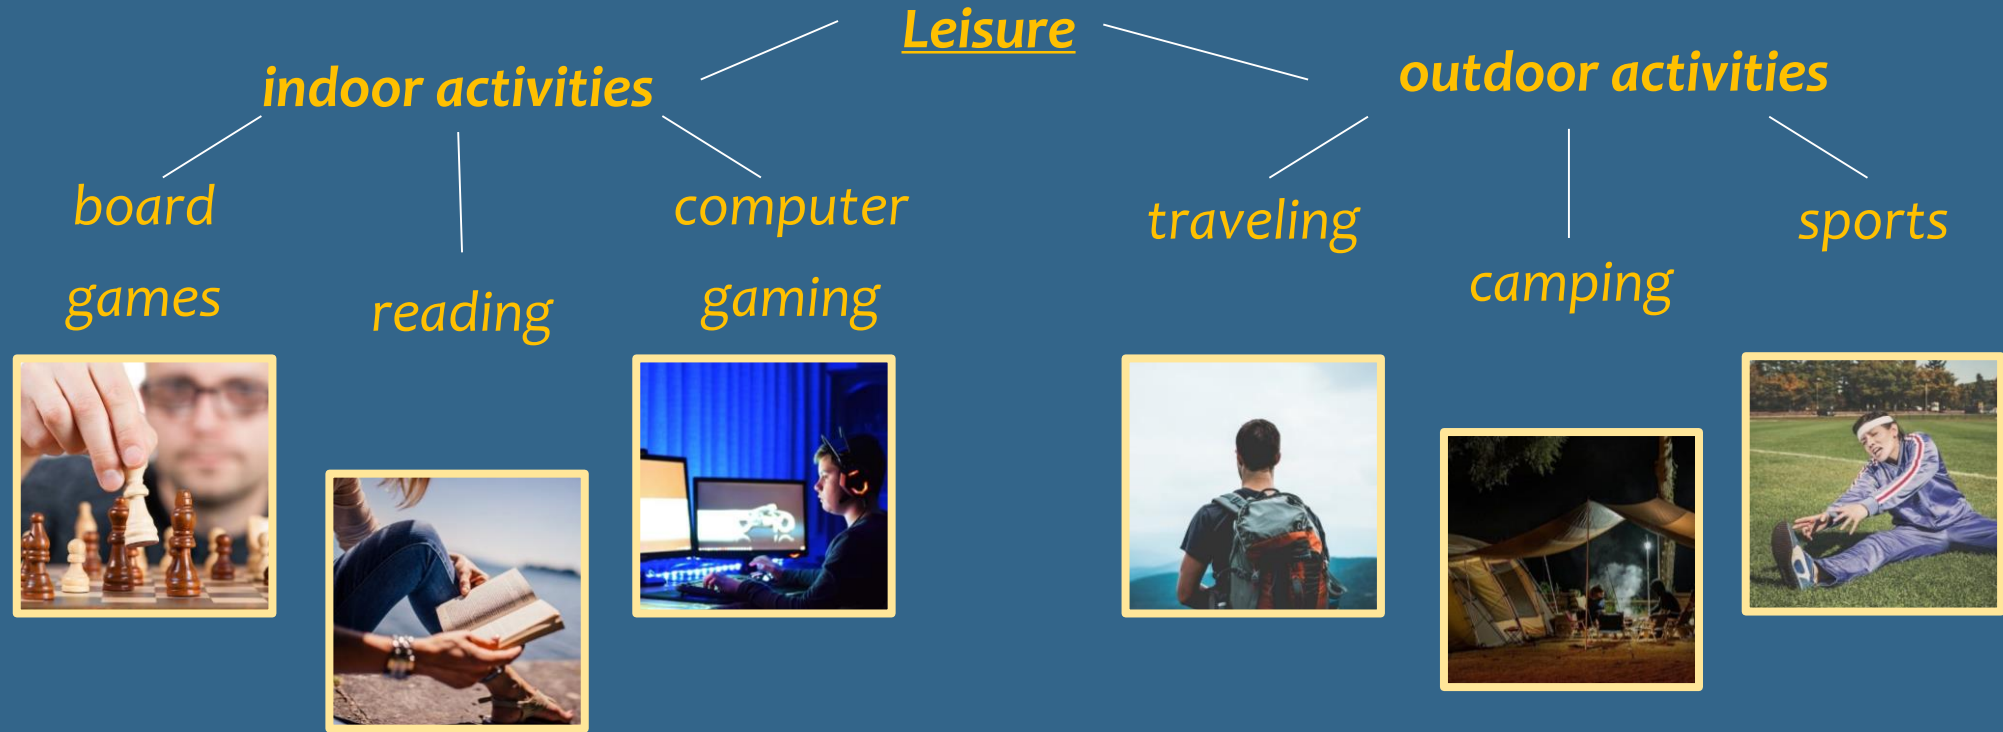 Leisure
indoor activities
outdoor activities
board
games
reading
computer
gaming
traveling
camping
sports